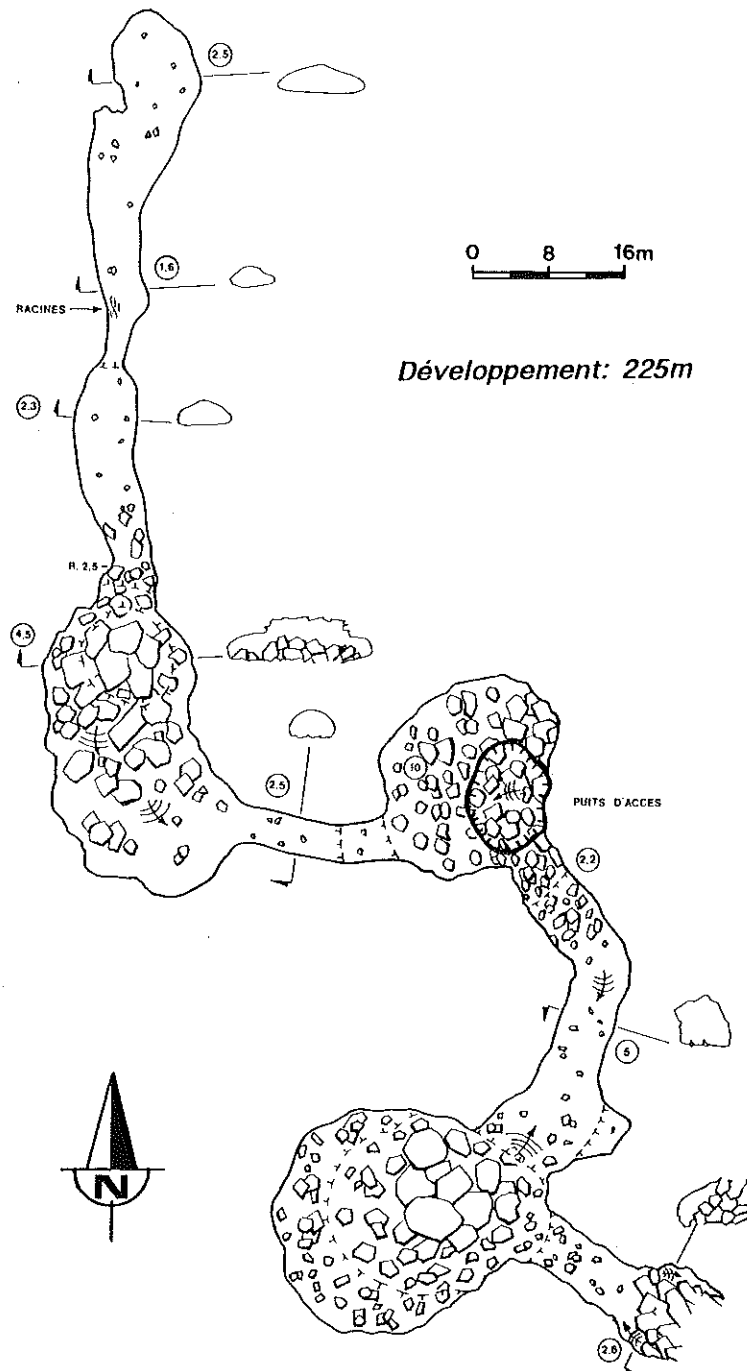 2.5
0 8 16m
1,6
RACINES
Développement: 225m
2.3
R. 2,5
4,5
10
2.5
PUITS D'ACCES
2,2
5
N
2.8